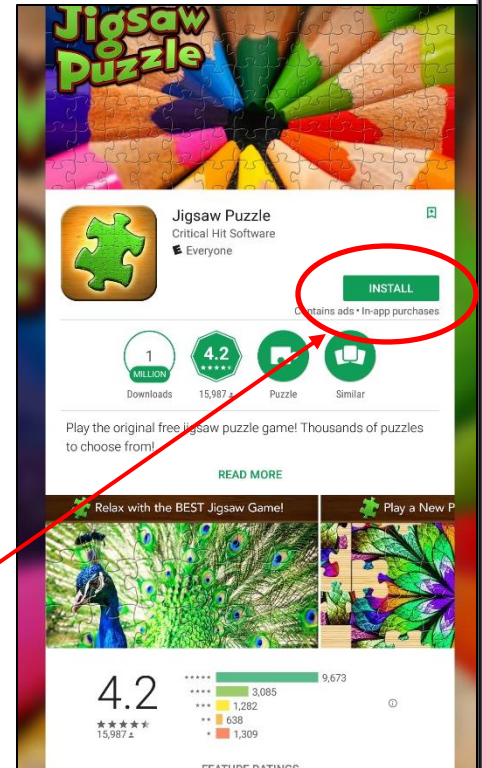 Jigsaw
Puzzle
Jigsaw Puzzle
Critical Hit Software
E Everyone
INSTALL
Contains ads • In-app purchases
1
MILLION
4.2
Downloads
15,987
Puzzle
Similar
Play the original free jigsaw puzzle game! Thousands of puzzles
to choose from!
READ MORE
Relax with the BEST Jigsaw Game!
Play a New P
4.2
15,987
9,673
3,085
1,282
638
1,309
FEATURE RATINGS